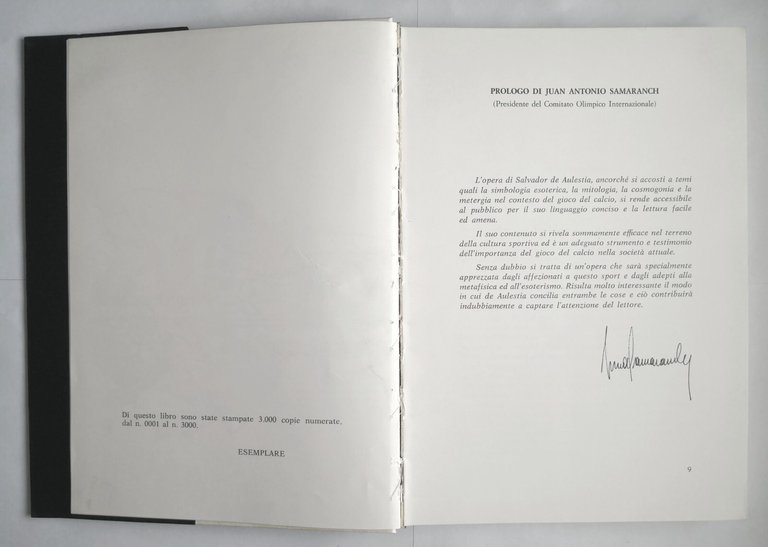 Di questo libro sono state stampate 3.000 copie numerate,
dal n. 0001 al n. 3000.
ESEMPLARE
PROLOGO DI JUAN ANTONIO SAMARANCH
(Presidente del Comitato Olimpico Internazionale)
L'opera di Salvador de Aulestia, ancorché si accosti a temi
quali la simbologia esoterica, la mitologia, la cosmogonia e la
metergia nel contesto del gioco del calcio, si rende accessibile
al pubblico per il suo linguaggio conciso e la lettura facile
ed amena.
Il suo contenuto si rivela sommamente efficace nel terreno
della cultura sportiva ed è un adeguato strumento e testimonio
dell'importanza del gioco del calcio nella società attuale.
Senza dubbio si tratta di un'opera che sarà specialmente
apprezzata dagli affezionati a questo sport e dagli adepti alla
metafisica ed all'esoterismo. Risulta molto interessante il modo
in cui de Aulestia concilia entrambe le cose e ciò contribuirà
indubbiamente a captare l'attenzione del lettore.
9